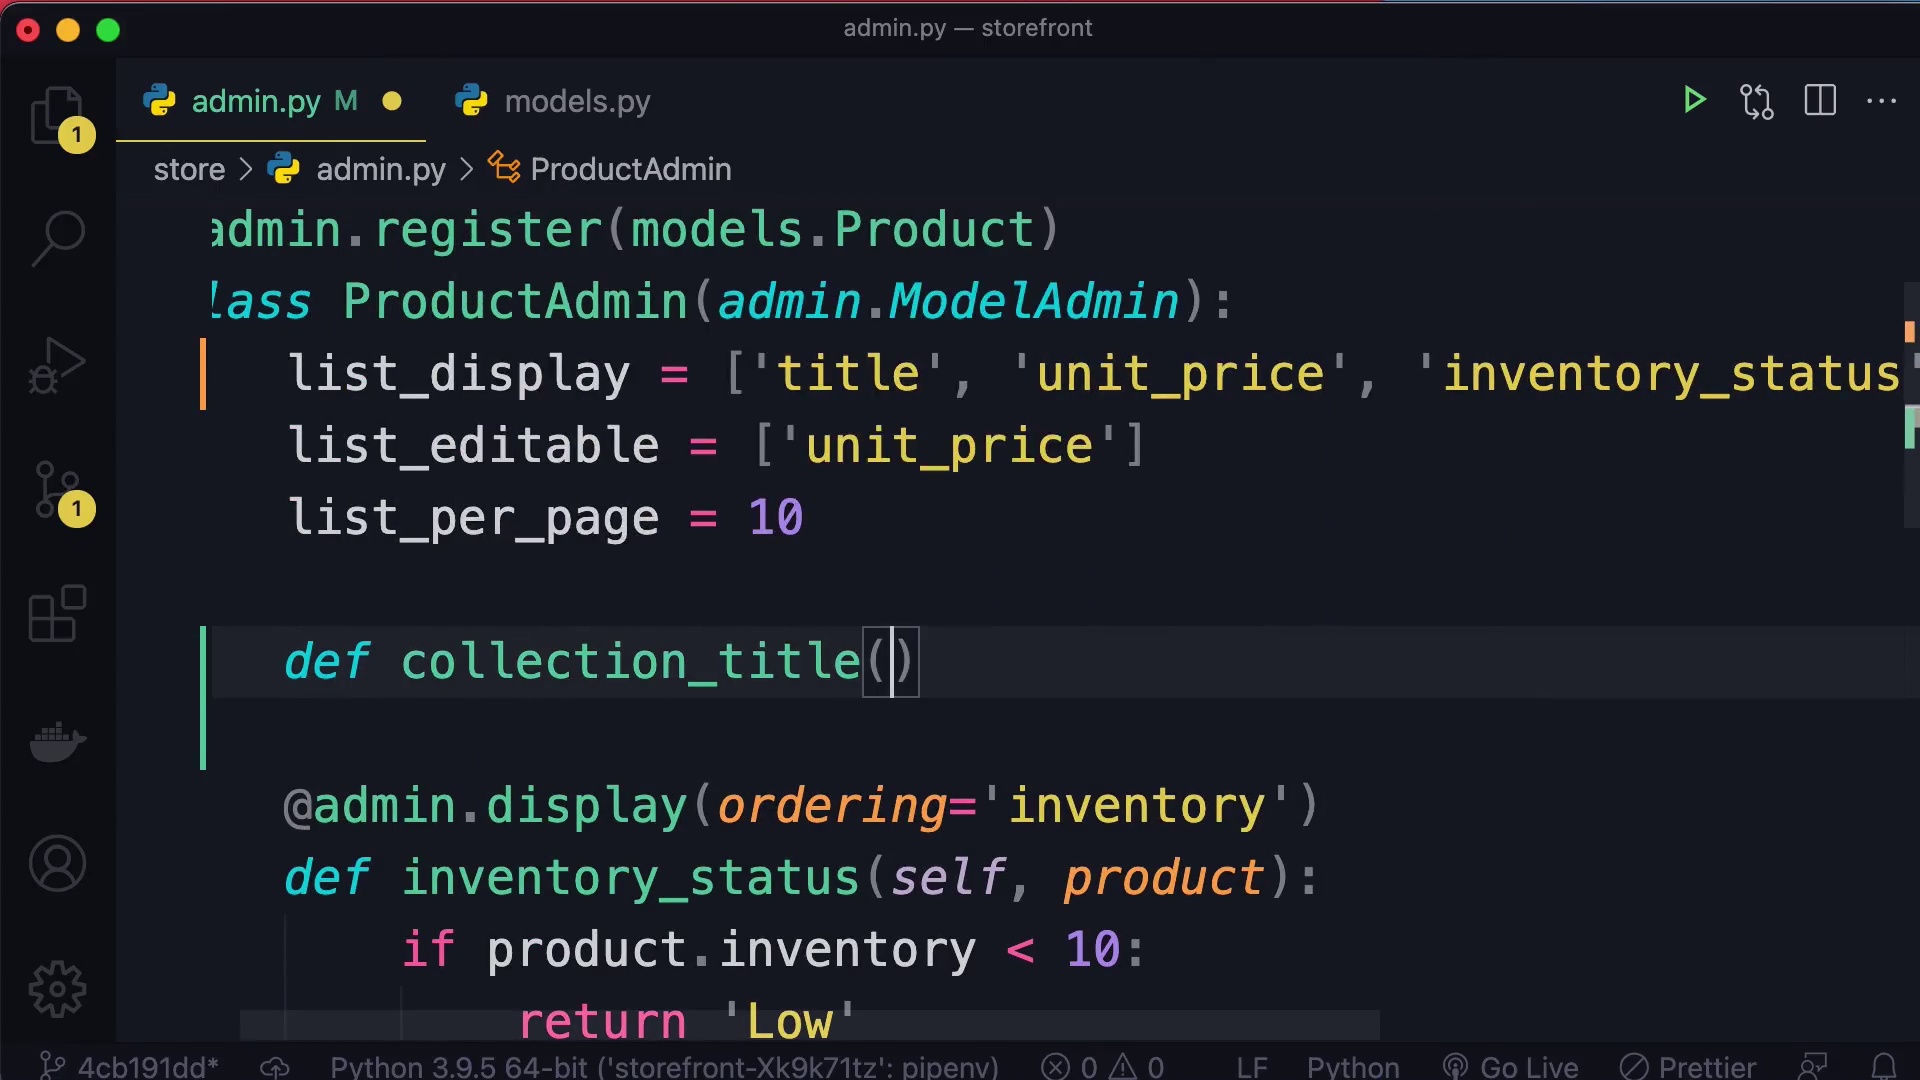 admin.py — storefront
admin.py M models.py
store > admin.py > ProductAdmin
admin.register(models.Product)
lass ProductAdmin(admin.ModelAdmin):
list_display = ['title', 'unit_price', 'inventory_status'
list_editable = ['unit_price']
list_per_page = 10
def collection_title()
@admin.display(ordering='inventory')
def inventory_status(self, product):
if product.inventory < 10:
return 'Low'
1
1
4cb191dd* Python 3.9.5 64-bit ('storefront-Xk9k71tz': pipenv) 0 0 LF Python Go Live Prettier